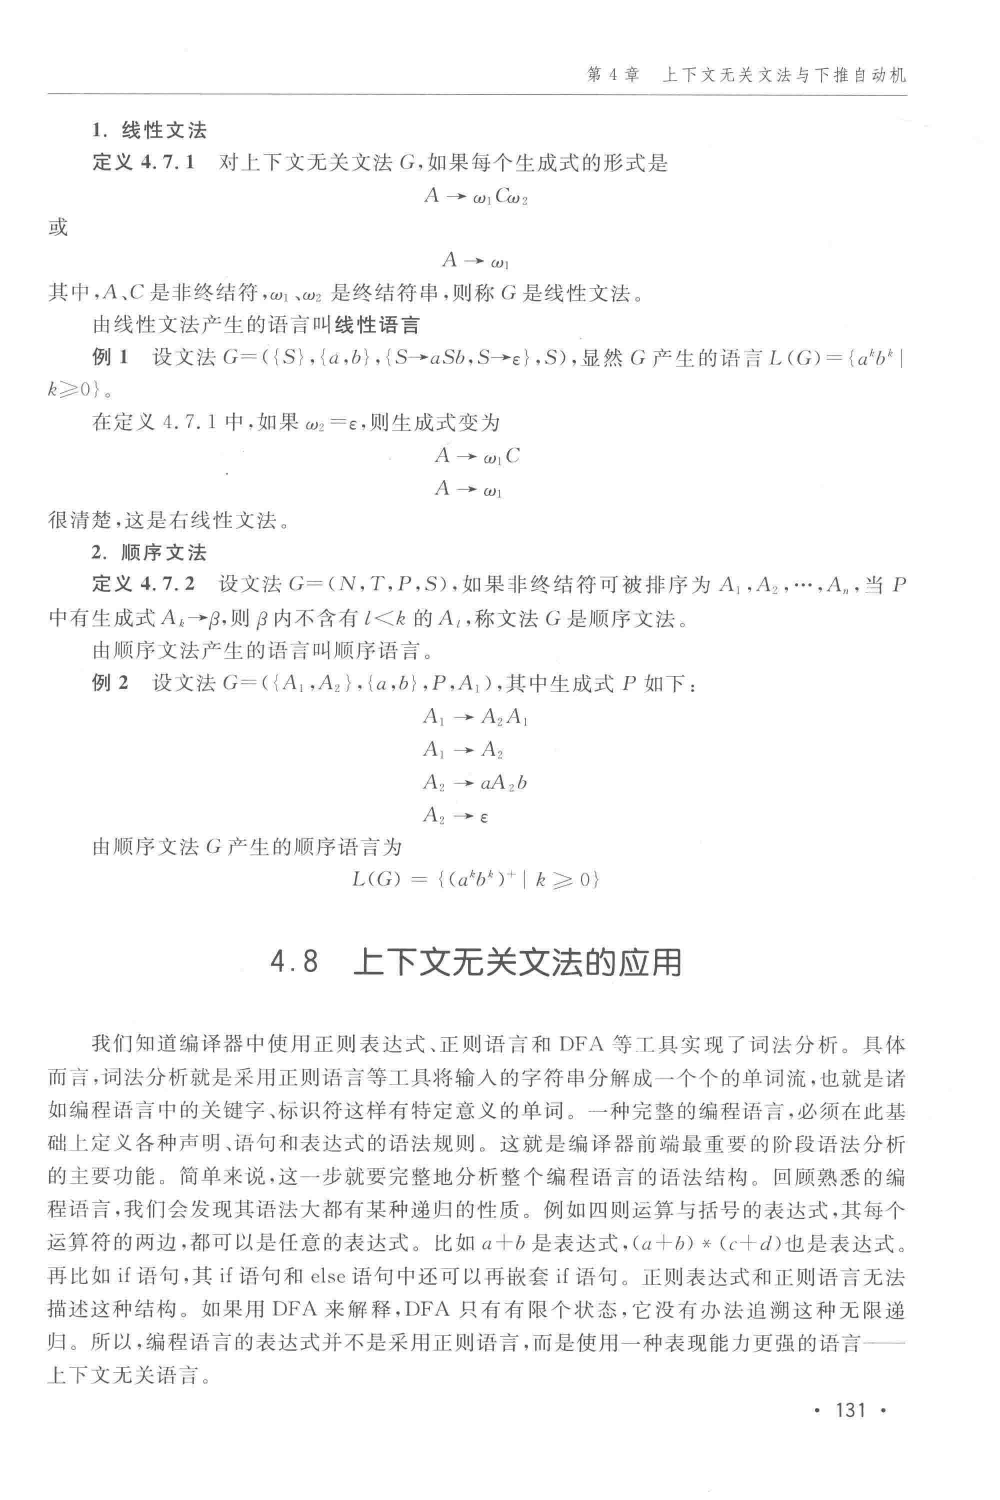 第 4 章　上下文无关文法与下推自动机
1. 线性文法
定义 4.7.1　对上下文无关文法 G,如果每个生成式的形式是
A → ω₁Cω₂
或
A → ω₁
其中,A、C 是非终结符,ω₁、ω₂ 是终结符串,则称 G 是线性文法。
由线性文法产生的语言叫线性语言
例 1　设文法 G=({S},{a,b},{S→aSb,S→ε},S),显然 G 产生的语言 L(G)={aᵏbᵏ|
k≥0}。
在定义 4.7.1 中,如果 ω₂=ε,则生成式变为
A → ω₁C
A → ω₁
很清楚,这是右线性文法。
2. 顺序文法
定义 4.7.2　设文法 G=(N,T,P,S),如果非终结符可被排序为 A₁,A₂,…,Aₙ,当 P
中有生成式 Aₖ→β,则 β 内不含有 l<k 的 Aₗ,称文法 G 是顺序文法。
由顺序文法产生的语言叫顺序语言。
例 2　设文法 G=({A₁,A₂},{a,b},P,A₁),其中生成式 P 如下:
A₁ → A₂A₁
A₁ → A₂
A₂ → aA₂b
A₂ → ε
由顺序文法 G 产生的顺序语言为
L(G) = {(aᵏbᵏ)⁺| k ≥ 0}
4.8　上下文无关文法的应用
我们知道编译器中使用正则表达式、正则语言和 DFA 等工具实现了词法分析。具体
而言,词法分析就是采用正则语言等工具将输入的字符串分解成一个个的单词流,也就是诸
如编程语言中的关键字、标识符这样有特定意义的单词。一种完整的编程语言,必须在此基
础上定义各种声明、语句和表达式的语法规则。这就是编译器前端最重要的阶段语法分析
的主要功能。简单来说,这一步就要完整地分析整个编程语言的语法结构。回顾熟悉的编
程语言,我们会发现其语法大都有某种递归的性质。例如四则运算与括号的表达式,其每个
运算符的两边,都可以是任意的表达式。比如 a+b 是表达式,(a+b)*(c+d)也是表达式。
再比如 if 语句,其 if 语句和 else 语句中还可以再嵌套 if 语句。正则表达式和正则语言无法
描述这种结构。如果用 DFA 来解释,DFA 只有有限个状态,它没有办法追溯这种无限递
归。所以,编程语言的表达式并不是采用正则语言,而是使用一种表现能力更强的语言——
上下文无关语言。
· 131 ·